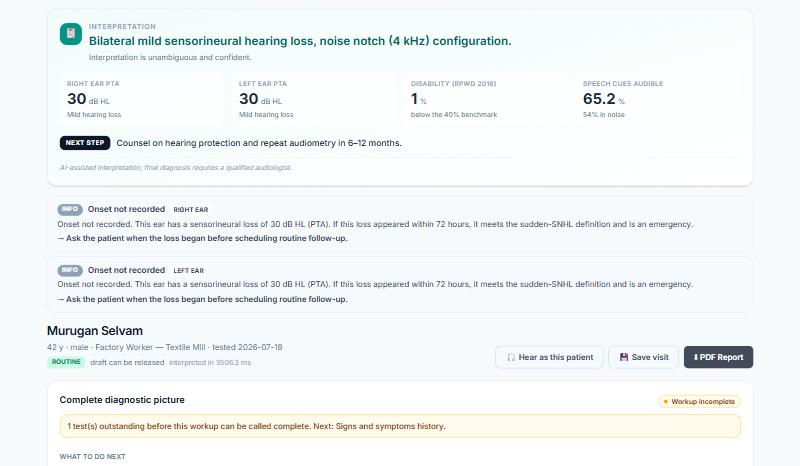 INTERPRETATION
Bilateral mild sensorineural hearing loss, noise notch (4 kHz) configuration.
Interpretation is unambiguous and confident.
RIGHT EAR PTA
30 dB HL
Mild hearing loss
LEFT EAR PTA
30 dB HL
Mild hearing loss
DISABILITY (RPWD 2016)
1 %
below the 40% benchmark
SPEECH CUES AUDIBLE
65.2 %
54% in noise
NEXT STEP Counsel on hearing protection and repeat audiometry in 6–12 months.
AI-assisted interpretation; final diagnosis requires a qualified audiologist.
INFO Onset not recorded RIGHT EAR
Onset not recorded. This ear has a sensorineural loss of 30 dB HL (PTA). If this loss appeared within 72 hours, it meets the sudden-SNHL definition and is an emergency.
→ Ask the patient when the loss began before scheduling routine follow-up.
INFO Onset not recorded LEFT EAR
Onset not recorded. This ear has a sensorineural loss of 30 dB HL (PTA). If this loss appeared within 72 hours, it meets the sudden-SNHL definition and is an emergency.
→ Ask the patient when the loss began before scheduling routine follow-up.
Murugan Selvam
42 y · male · Factory Worker — Textile Mill · tested 2026-07-18
ROUTINE draft can be released interpreted in 3506.3 ms
Hear as this patient
Save visit
⬇ PDF Report
Complete diagnostic picture
Workup incomplete
1 test(s) outstanding before this workup can be called complete. Next: Signs and symptoms history.
WHAT TO DO NEXT